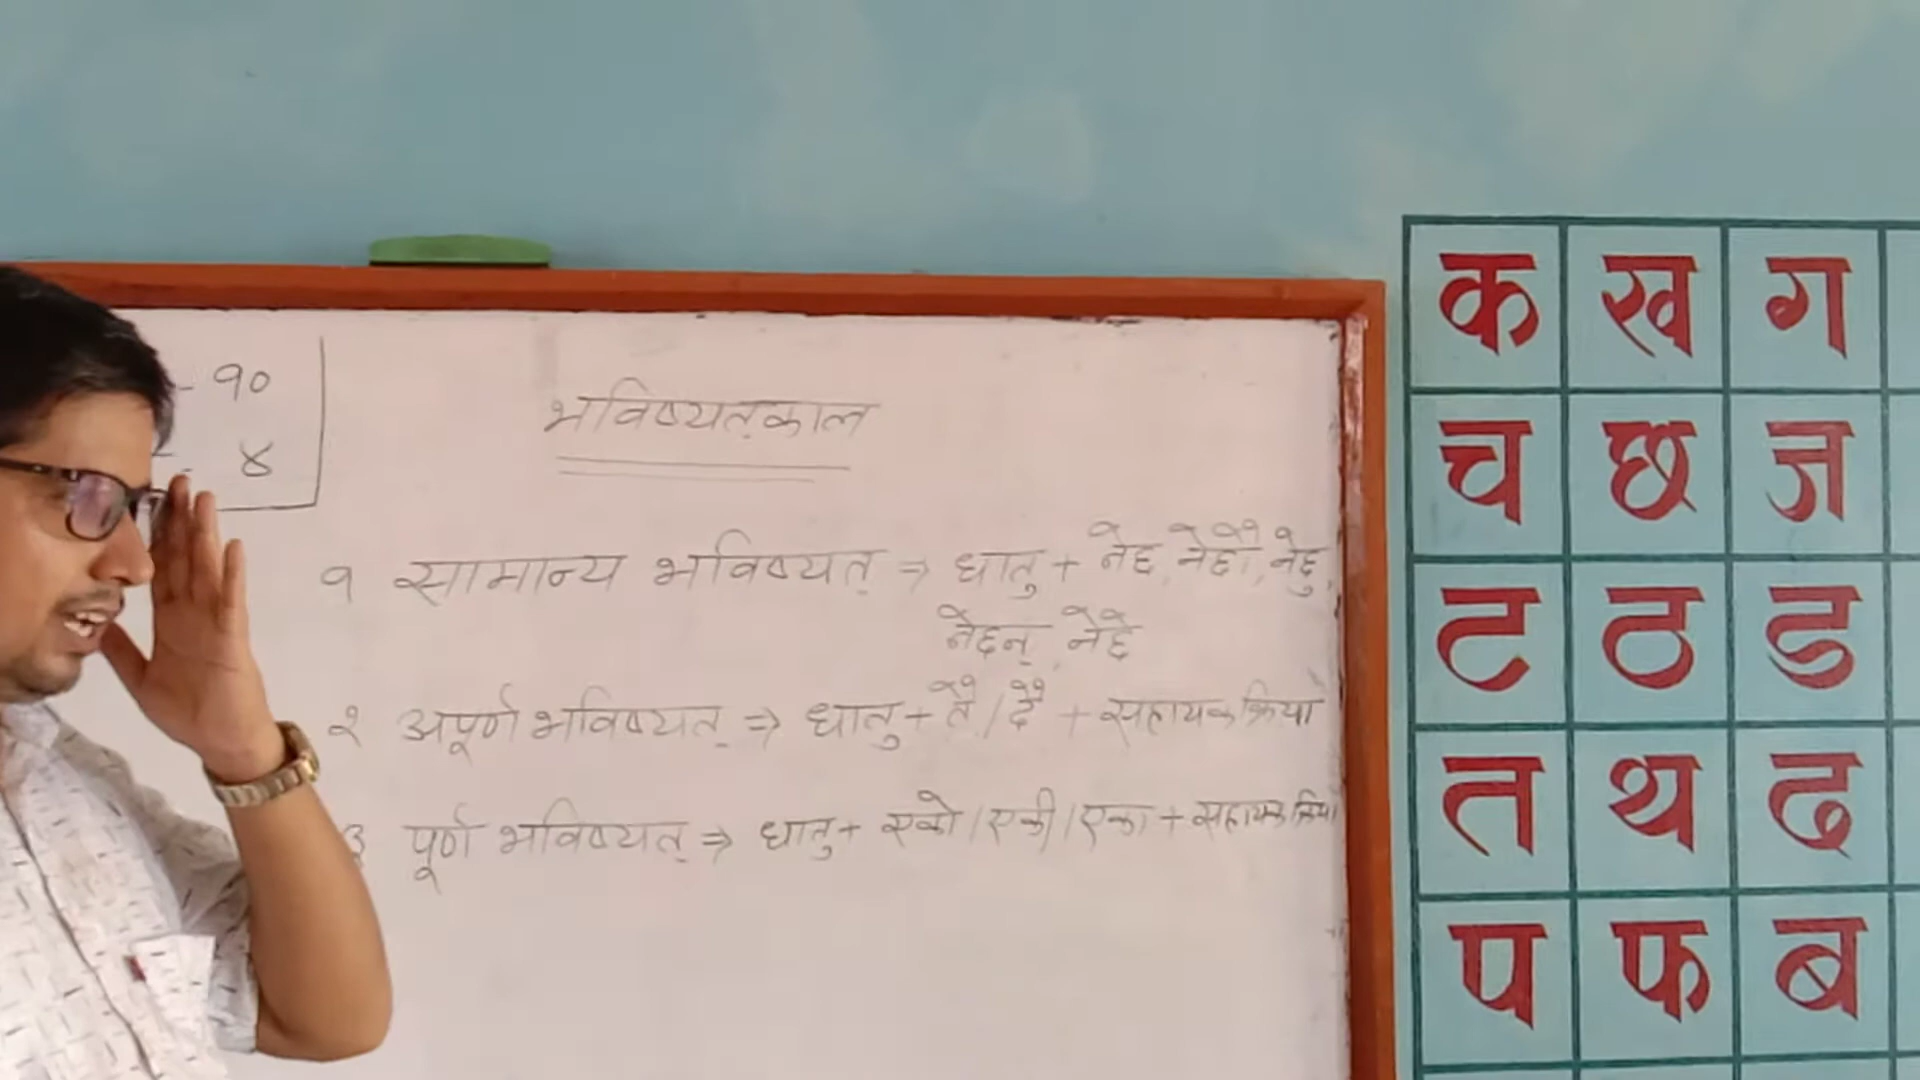 - १०
४
भविष्यत्काल
१ सामान्य भविष्यत् ⇒ धातु + नेछ, नेछौ, नेछु,
नेछन्, नेछे
२ अपूर्ण भविष्यत् ⇒ धातु + तै / दै + सहायक क्रिया
३ पूर्ण भविष्यत् ⇒ धातु + एको / एकी / एका + सहायक क्रिया
क ख ग
च छ ज
ट ठ ड
त थ द
प फ ब